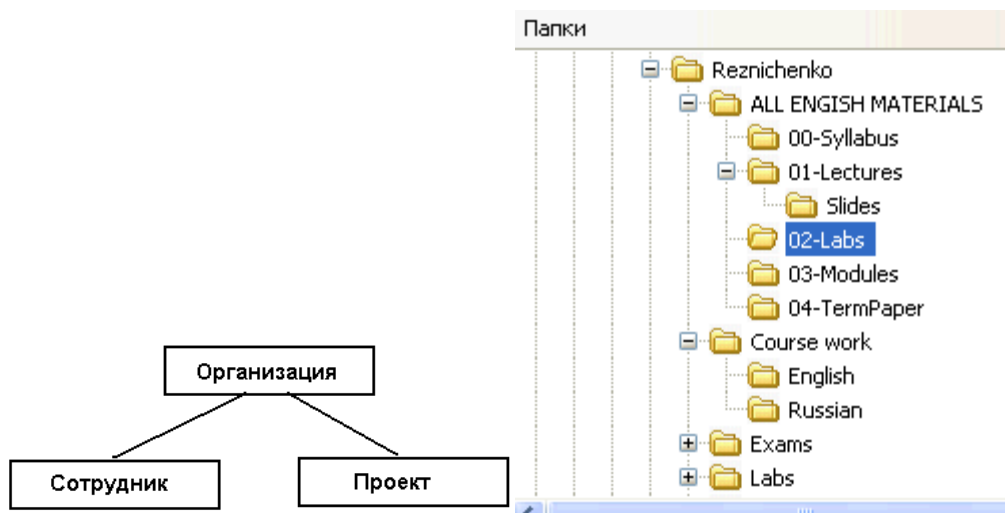 Организация
Сотрудник
Проект
Папки
Reznichenko
ALL ENGISH MATERIALS
00-Syllabus
01-Lectures
Slides
02-Labs
03-Modules
04-TermPaper
Course work
English
Russian
Exams
Labs